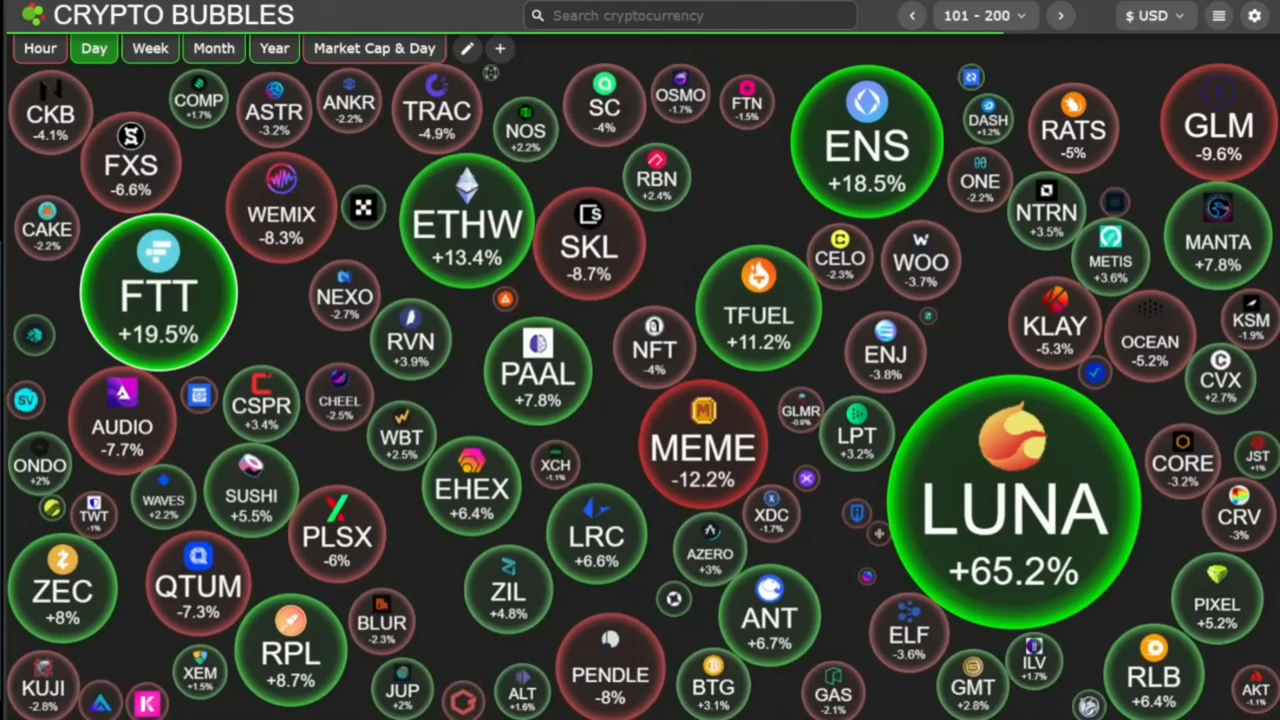 CRYPTO BUBBLES
Search cryptocurrency
101 - 200
$ USD
Hour
Day
Week
Month
Year
Market Cap & Day
CKB
-4.1%
COMP
+1.7%
ASTR
-3.2%
ANKR
-2.2%
TRAC
-4.9%
NOS
+2.2%
SC
-4%
OSMO
-1.7%
FTN
-1.5%
ENS
+18.5%
DASH
+1.2%
RATS
-5%
GLM
-9.6%
FXS
-6.6%
WEMIX
-8.3%
ETHW
+13.4%
RBN
+2.4%
ONE
-2.2%
NTRN
+3.5%
CAKE
-2.2%
SKL
-8.7%
CELO
-2.3%
WOO
-3.7%
METIS
+3.6%
MANTA
+7.8%
FTT
+19.5%
NEXO
-2.7%
TFUEL
+11.2%
KLAY
-5.3%
OCEAN
-5.2%
KSM
-1.9%
RVN
+3.9%
NFT
-4%
ENJ
-3.8%
PAAL
+7.8%
CVX
+2.7%
SV
AUDIO
-7.7%
CSPR
+3.4%
CHEEL
-2.5%
WBT
+2.5%
MEME
-12.2%
GLMR
-0.9%
LPT
+3.2%
LUNA
+65.2%
ONDO
+2%
XCH
-1.1%
CORE
-3.2%
JST
+1%
WAVES
+2.2%
SUSHI
+5.5%
EHEX
+6.4%
TWT
-1%
PLSX
-6%
LRC
+6.6%
XDC
-1.7%
CRV
-3%
AZERO
+3%
ZEC
+8%
QTUM
-7.3%
ZIL
+4.8%
ANT
+6.7%
PIXEL
+5.2%
BLUR
-2.3%
ELF
-3.6%
RPL
+8.7%
KUJI
-2.8%
XEM
+1.5%
JUP
+2%
ALT
+1.6%
PENDLE
-8%
BTG
+3.1%
GAS
-2.1%
GMT
+2.8%
ILV
+1.7%
RLB
+6.4%
AKT
-1.1%